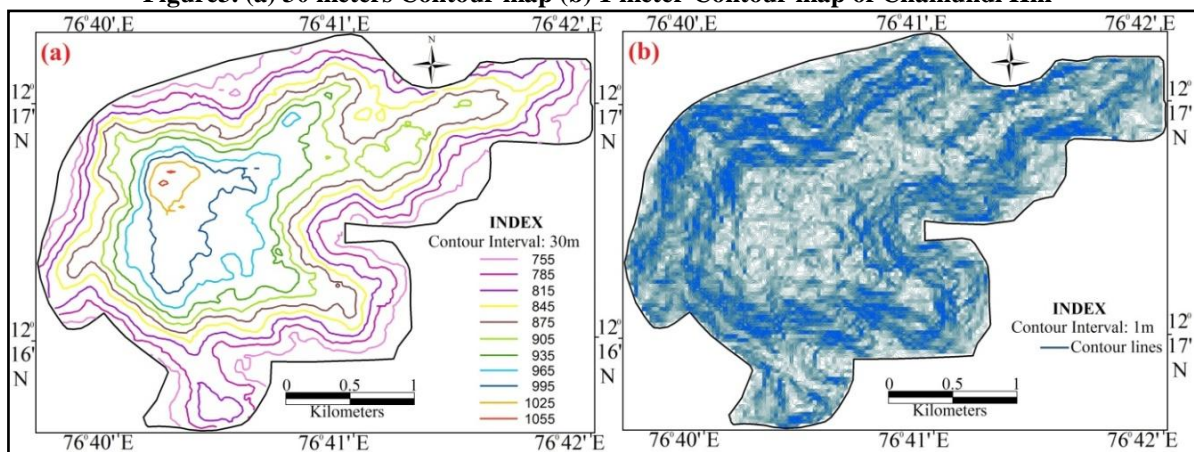 Figure3. (a) 30 meters Contour map (b) 1 meter Contour map of Chamundi Hill
76° 40' E
76° 41' E
76° 42' E
(a)
N
12°
17'
N
12°
17'
N
12°
16'
N
12°
16'
N
INDEX
Contour Interval: 30m
755
785
815
845
875
905
935
965
995
1025
1055
0 0.5 1
Kilometers
76° 40' E
76° 41' E
76° 42' E
76° 40' E
76° 41' E
76° 42' E
(b)
N
12°
17'
N
INDEX
Contour Interval: 1m
Contour lines
12°
17'
N
0 0.5 1
Kilometers
76° 40' E
76° 41' E
76° 42' E